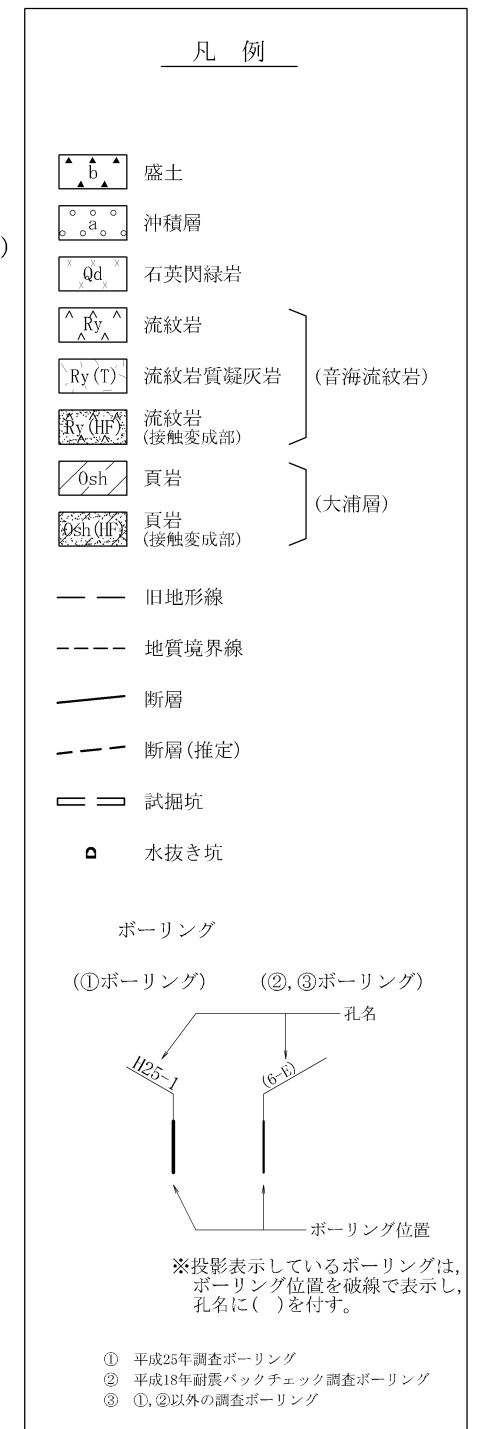 凡 例
b 盛土
a 沖積層
)
Qd 石英閃緑岩
Ry 流紋岩
Ry(T) 流紋岩質凝灰岩 (音海流紋岩)
Ry(HF) 流紋岩
(接触変成部)
Osh 頁岩
(大浦層)
Osh(HF) 頁岩
(接触変成部)
旧地形線
地質境界線
断層
断層(推定)
試掘坑
水抜き坑
ボーリング
(①ボーリング) (②,③ボーリング)
孔名
H25-1 (6-E)
ボーリング位置
※投影表示しているボーリングは,
ボーリング位置を破線で表示し,
孔名に( )を付す。
① 平成25年調査ボーリング
② 平成18年耐震バックチェック調査ボーリング
③ ①,②以外の調査ボーリング